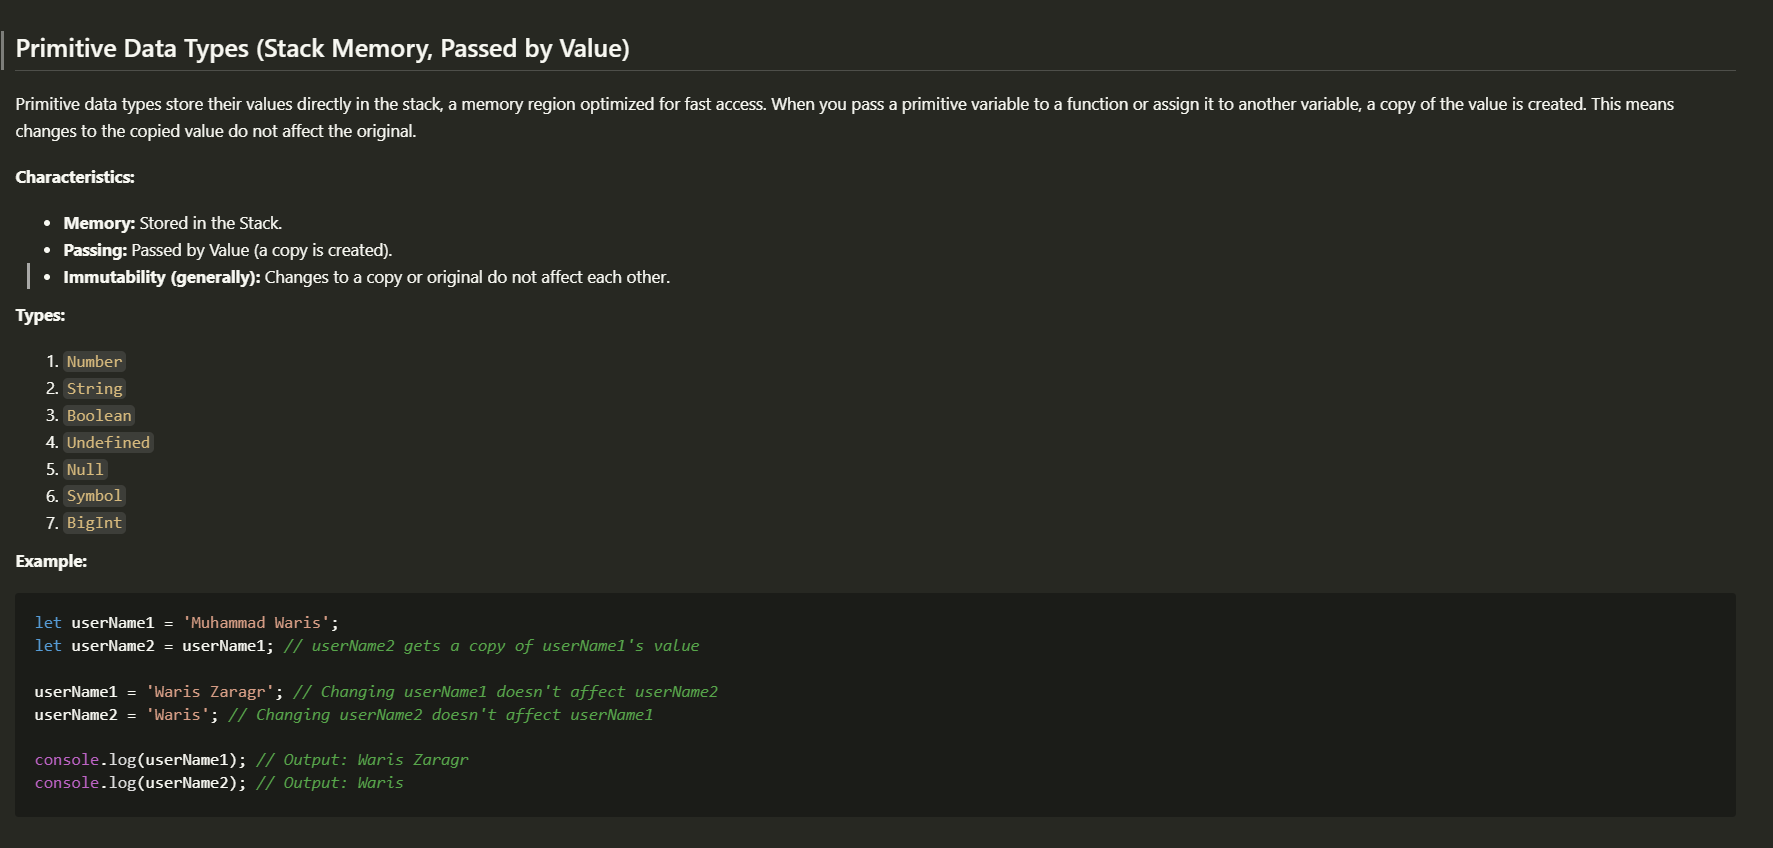 Primitive Data Types (Stack Memory, Passed by Value)
Primitive data types store their values directly in the stack, a memory region optimized for fast access. When you pass a primitive variable to a function or assign it to another variable, a copy of the value is created. This means
changes to the copied value do not affect the original.
Characteristics:
• Memory: Stored in the Stack.
• Passing: Passed by Value (a copy is created).
• Immutability (generally): Changes to a copy or original do not affect each other.
Types:
1. Number
2. String
3. Boolean
4. Undefined
5. Null
6. Symbol
7. BigInt
Example:
let userName1 = 'Muhammad Waris';
let userName2 = userName1; // userName2 gets a copy of userName1's value
userName1 = 'Waris Zaragr'; // Changing userName1 doesn't affect userName2
userName2 = 'Waris'; // Changing userName2 doesn't affect userName1
console.log(userName1); // Output: Waris Zaragr
console.log(userName2); // Output: Waris